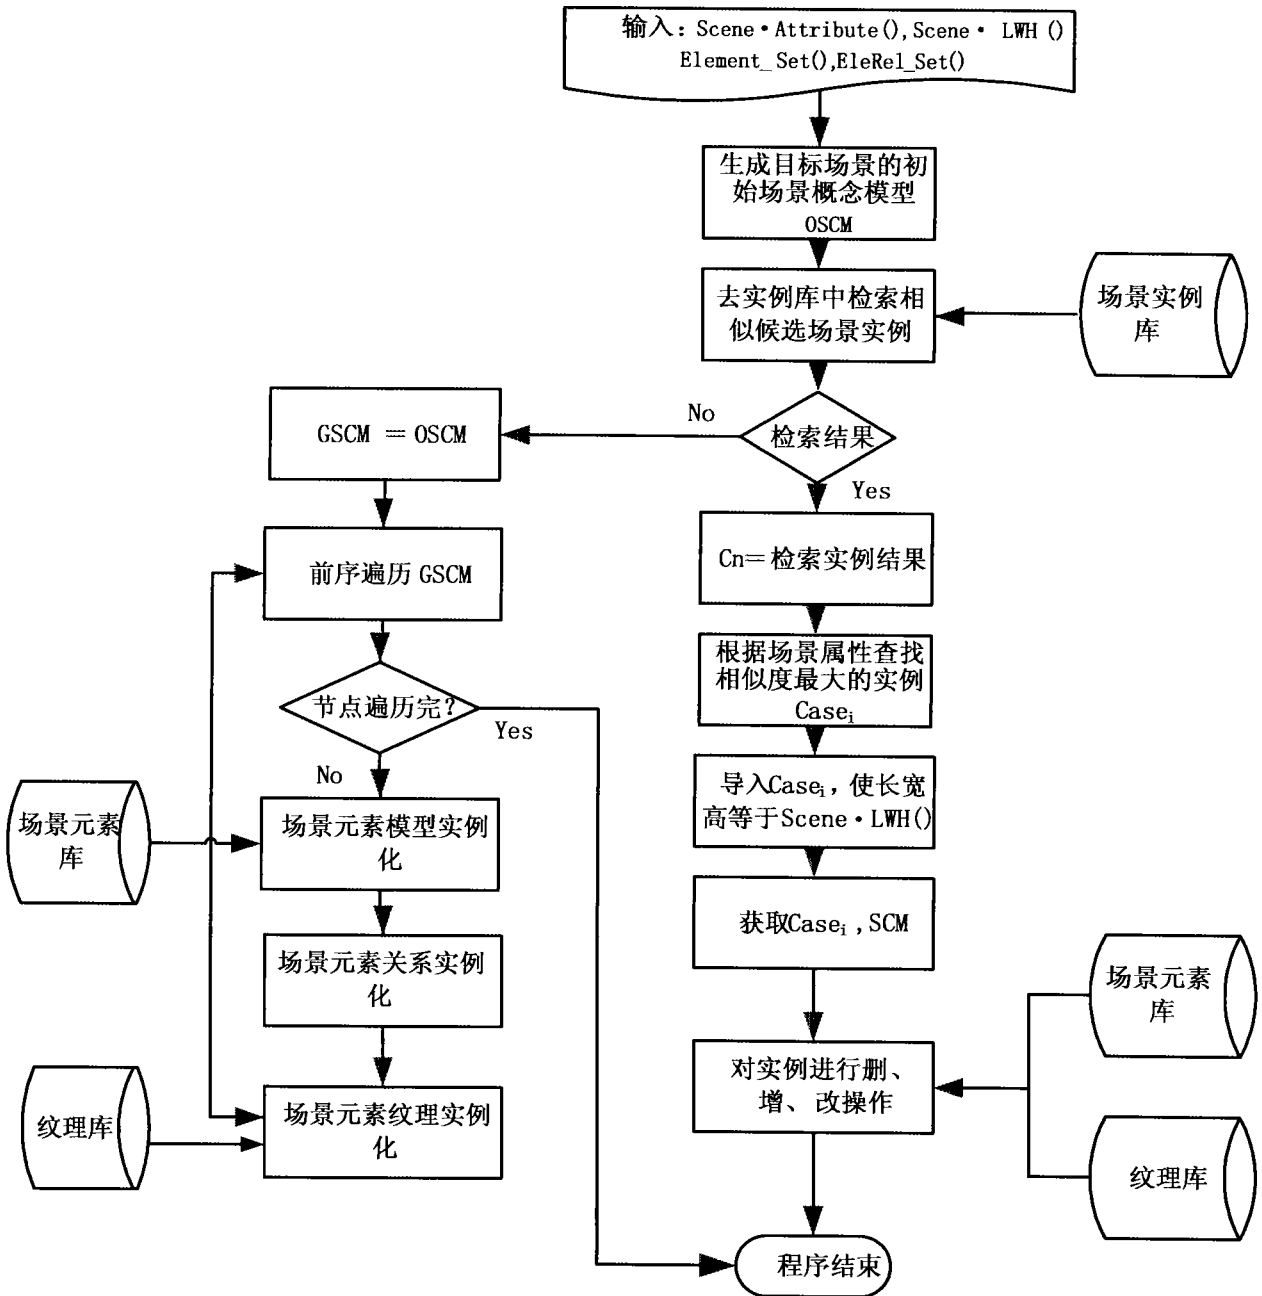 输入：Scene·Attribute(),Scene· LWH ()
Element_Set(),EleRel_Set()
生成目标场景的初
始场景概念模型
OSCM
去实例库中检索相
似候选场景实例
场景实例
库
No
GSCM ＝OSCM
检索结果
Yes
前序遍历 GSCM
Cn＝检索实例结果
节点遍历完?
Yes
No
根据场景属性查找
相似度最大的实例
Caseᵢ
导入Caseᵢ，使长宽
高等于Scene·LWH()
场景元素
库
场景元素模型实例
化
获取Caseᵢ ,SCM
场景元素关系实例
化
场景元素
库
对实例进行删、
增、改操作
纹理库
场景元素纹理实例
化
纹理库
程序结束